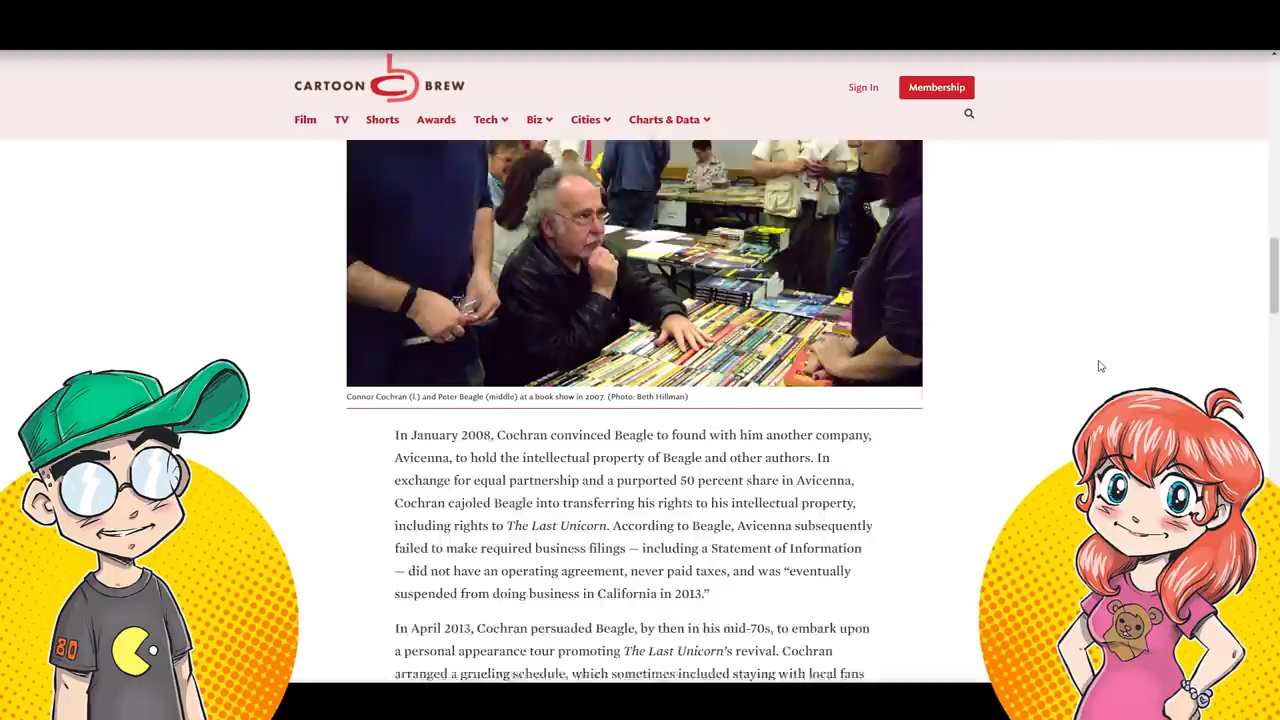 CARTOON BREW
Sign In
Membership
Film TV Shorts Awards Tech Biz Cities Charts & Data
Connor Cochran (l.) and Peter Beagle (middle) at a book show in 2007. (Photo: Beth Hillman)
In January 2008, Cochran convinced Beagle to found with him another company,
Avicenna, to hold the intellectual property of Beagle and other authors. In
exchange for equal partnership and a purported 50 percent share in Avicenna,
Cochran cajoled Beagle into transferring his rights to his intellectual property,
including rights to The Last Unicorn. According to Beagle, Avicenna subsequently
failed to make required business filings — including a Statement of Information
— did not have an operating agreement, never paid taxes, and was “eventually
suspended from doing business in California in 2013.”
In April 2013, Cochran persuaded Beagle, by then in his mid-70s, to embark upon
a personal appearance tour promoting The Last Unicorn’s revival. Cochran
arranged a grueling schedule, which sometimes included staying with local fans
80